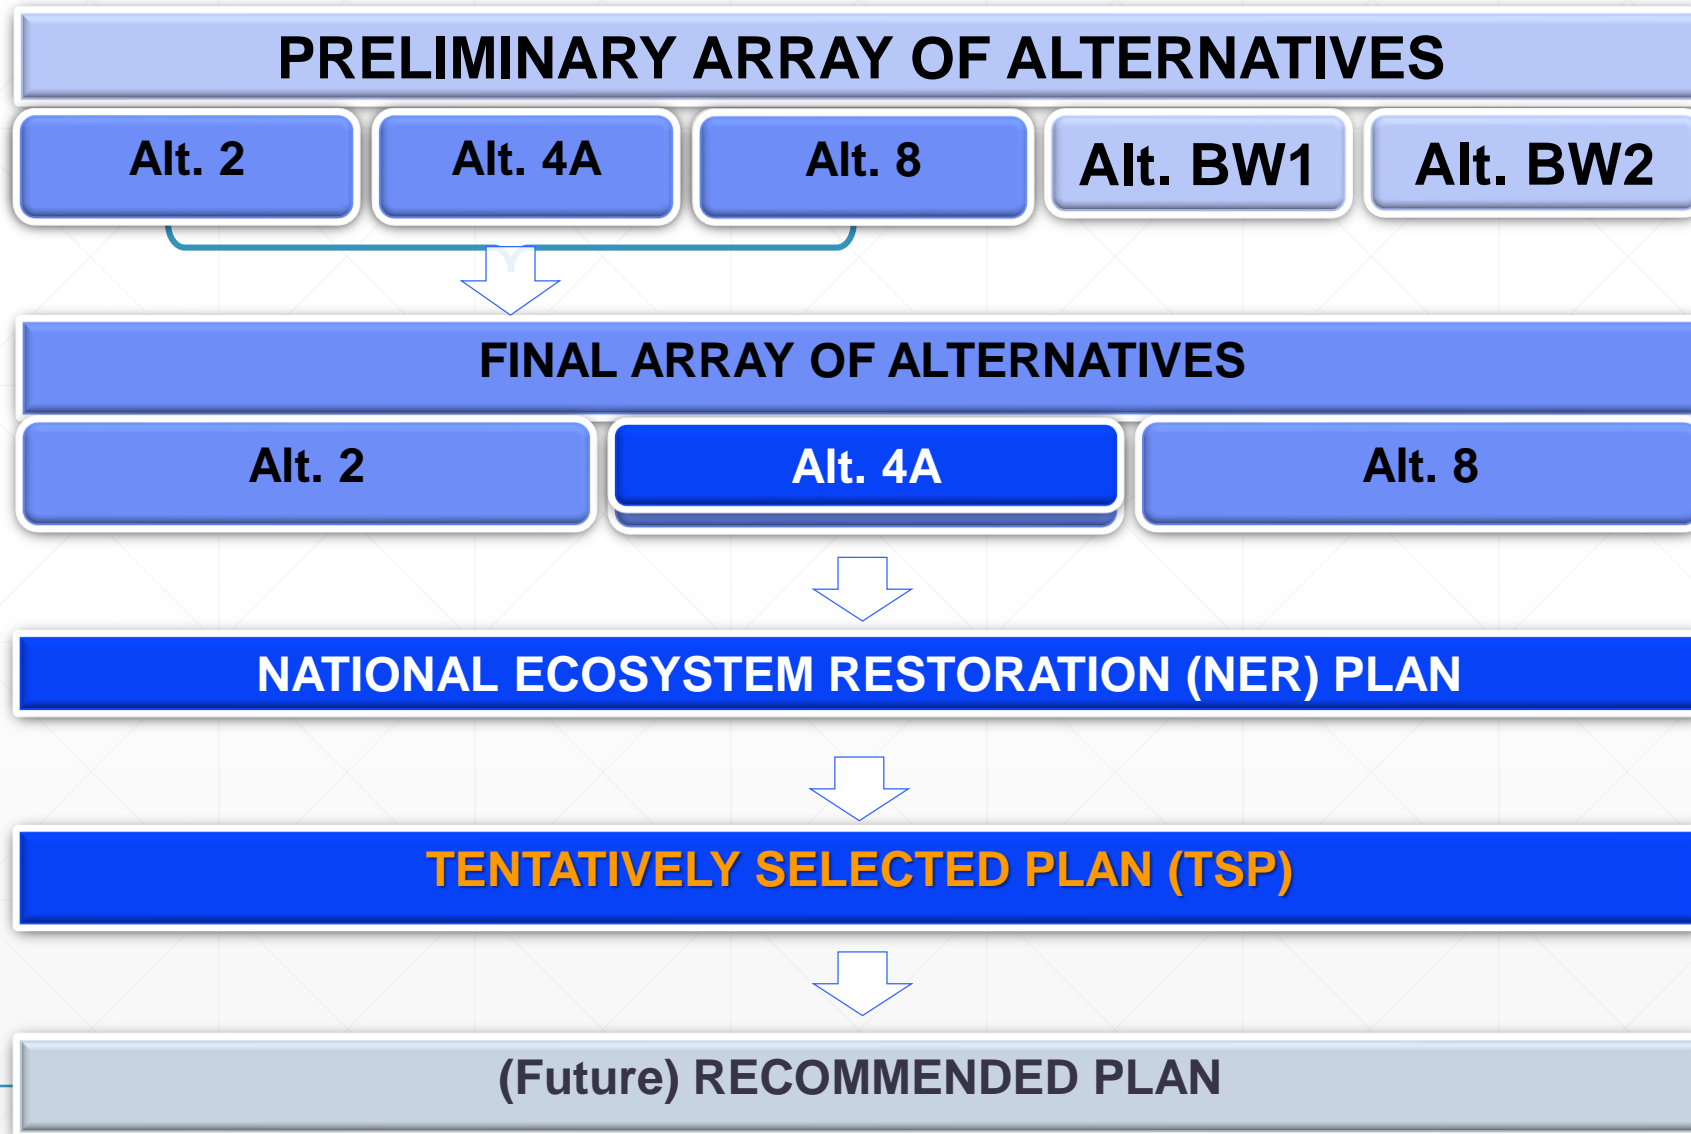 PRELIMINARY ARRAY OF ALTERNATIVES
Alt. 2
Alt. 4A
Alt. 8
Alt. BW1
Alt. BW2
FINAL ARRAY OF ALTERNATIVES
Alt. 2
Alt. 4A
Alt. 8
NATIONAL ECOSYSTEM RESTORATION (NER) PLAN
TENTATIVELY SELECTED PLAN (TSP)
(Future) RECOMMENDED PLAN